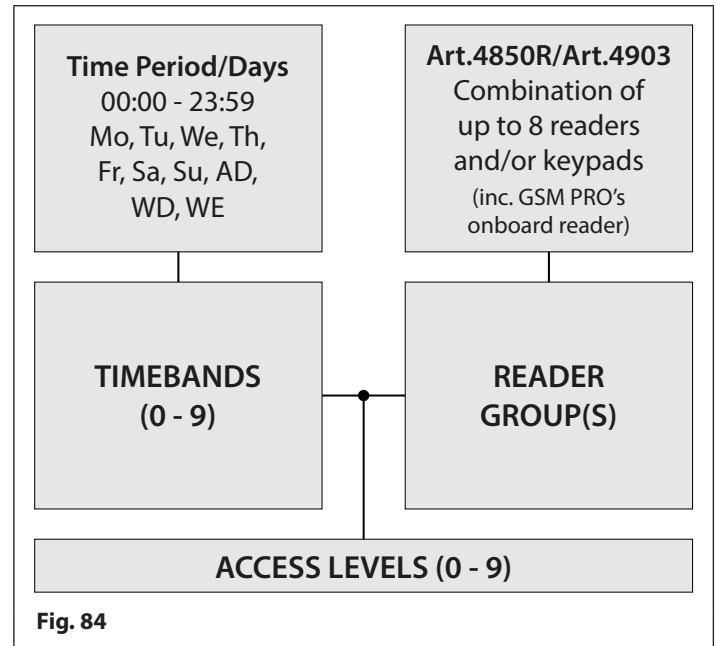 Time Period/Days
00:00 - 23:59
Mo, Tu, We, Th,
Fr, Sa, Su, AD,
WD, WE
Art.4850R/Art.4903
Combination of
up to 8 readers
and/or keypads
(inc. GSM PRO's
onboard reader)
TIMEBANDS
(0 - 9)
READER
GROUP(S)
ACCESS LEVELS (0 - 9)
Fig. 84